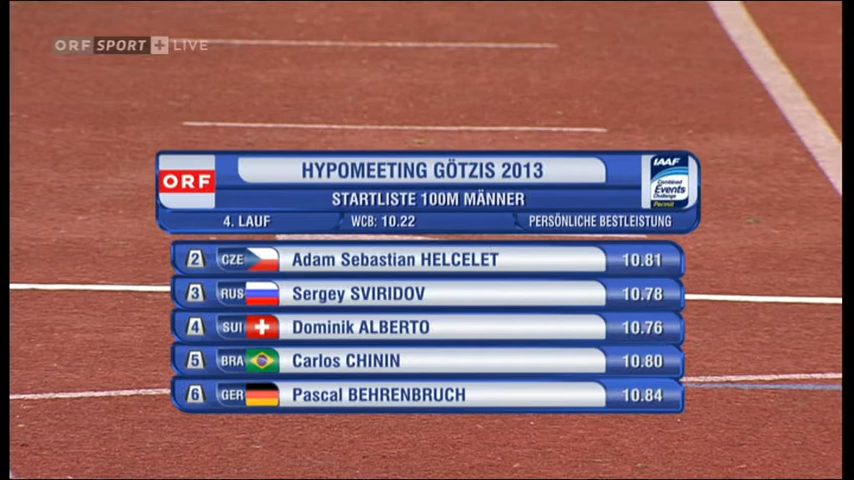 ORF SPORT + LIVE
HYPOMEETING GÖTZIS 2013
ORF
STARTLISTE 100M MÄNNER
IAAF
Combined
Events
Challenge
Permit
4. LAUF WCB: 10.22 PERSÖNLICHE BESTLEISTUNG
2 CZE Adam Sebastian HELCELET 10.81
3 RUS Sergey SVIRIDOV 10.78
4 SUI Dominik ALBERTO 10.76
5 BRA Carlos CHININ 10.80
6 GER Pascal BEHRENBRUCH 10.84